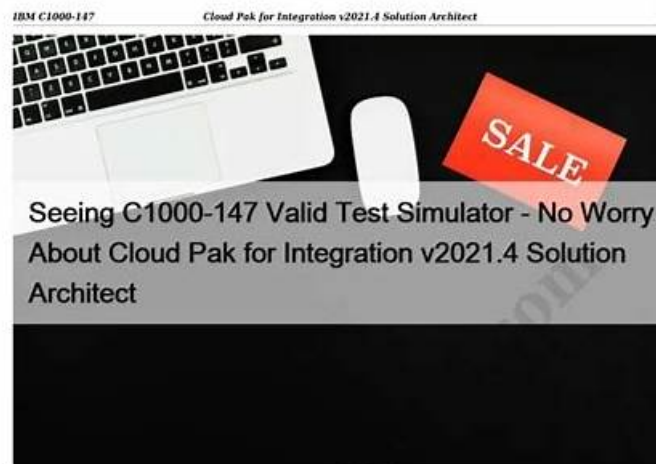 IBM C1000-147 Cloud Pak for Integration v2021.4 Solution Architect
SALE
Seeing C1000-147 Valid Test Simulator - No Worry
About Cloud Pak for Integration v2021.4 Solution
Architect
com